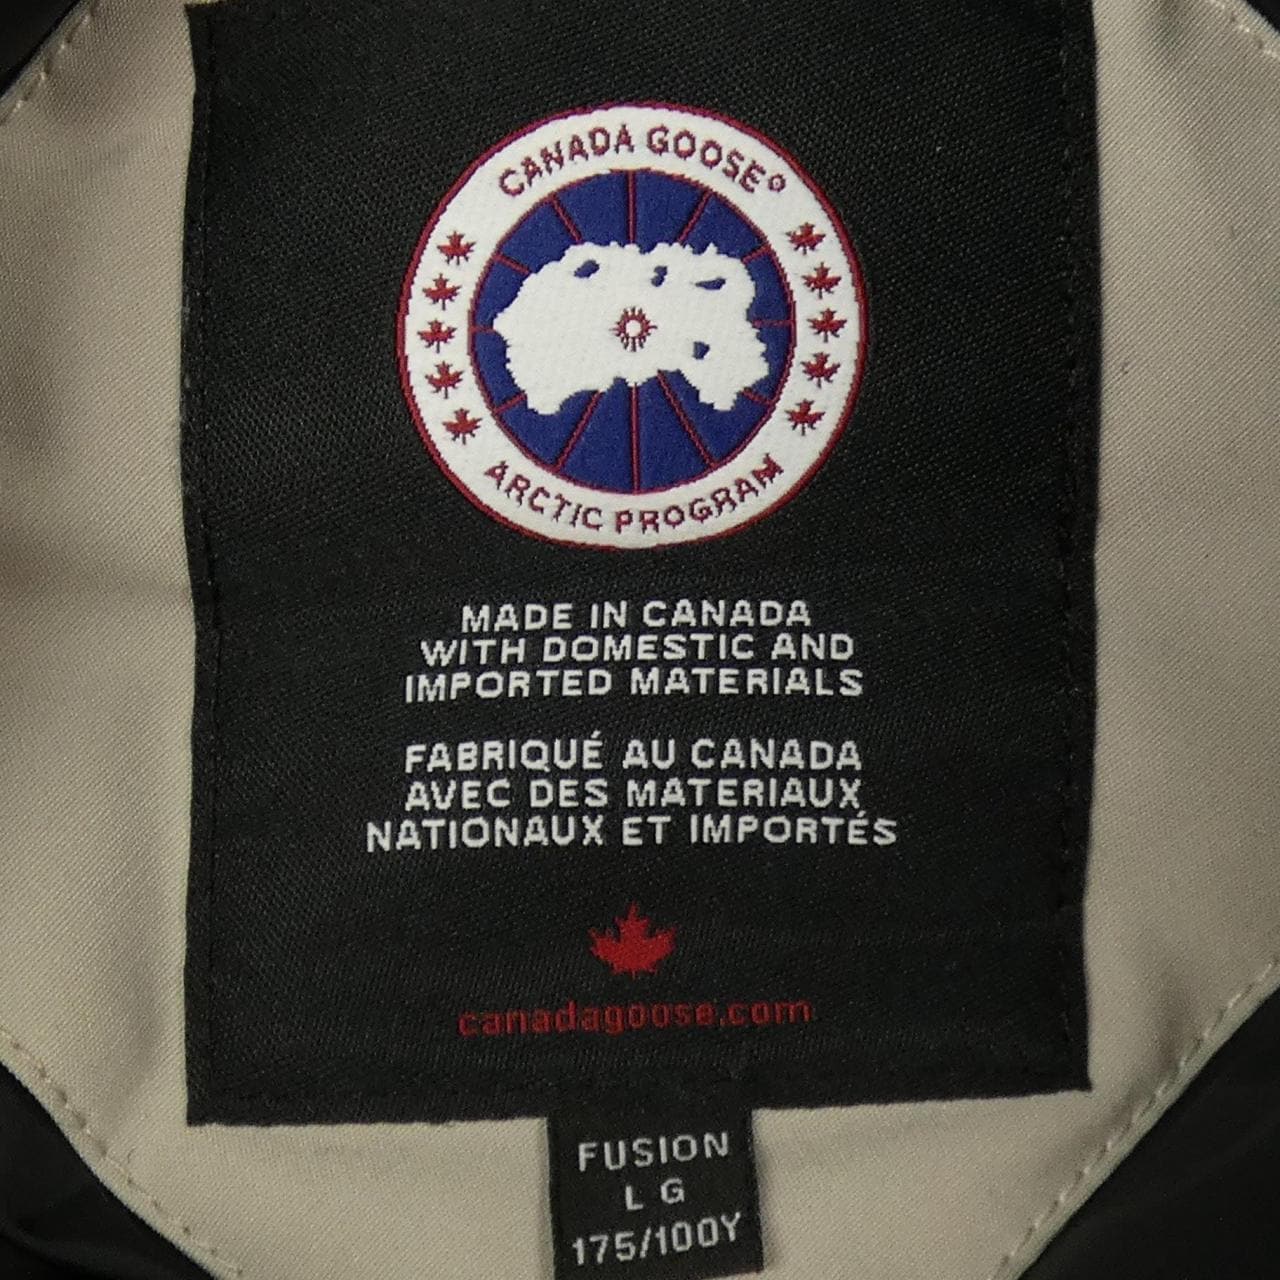 CANADA GOOSE®
ARCTIC PROGRAM
MADE IN CANADA
WITH DOMESTIC AND
IMPORTED MATERIALS
FABRIQUÉ AU CANADA
AVEC DES MATERIAUX
NATIONAUX ET IMPORTÉS
canadagoose.com
FUSION
LG
175/100Y